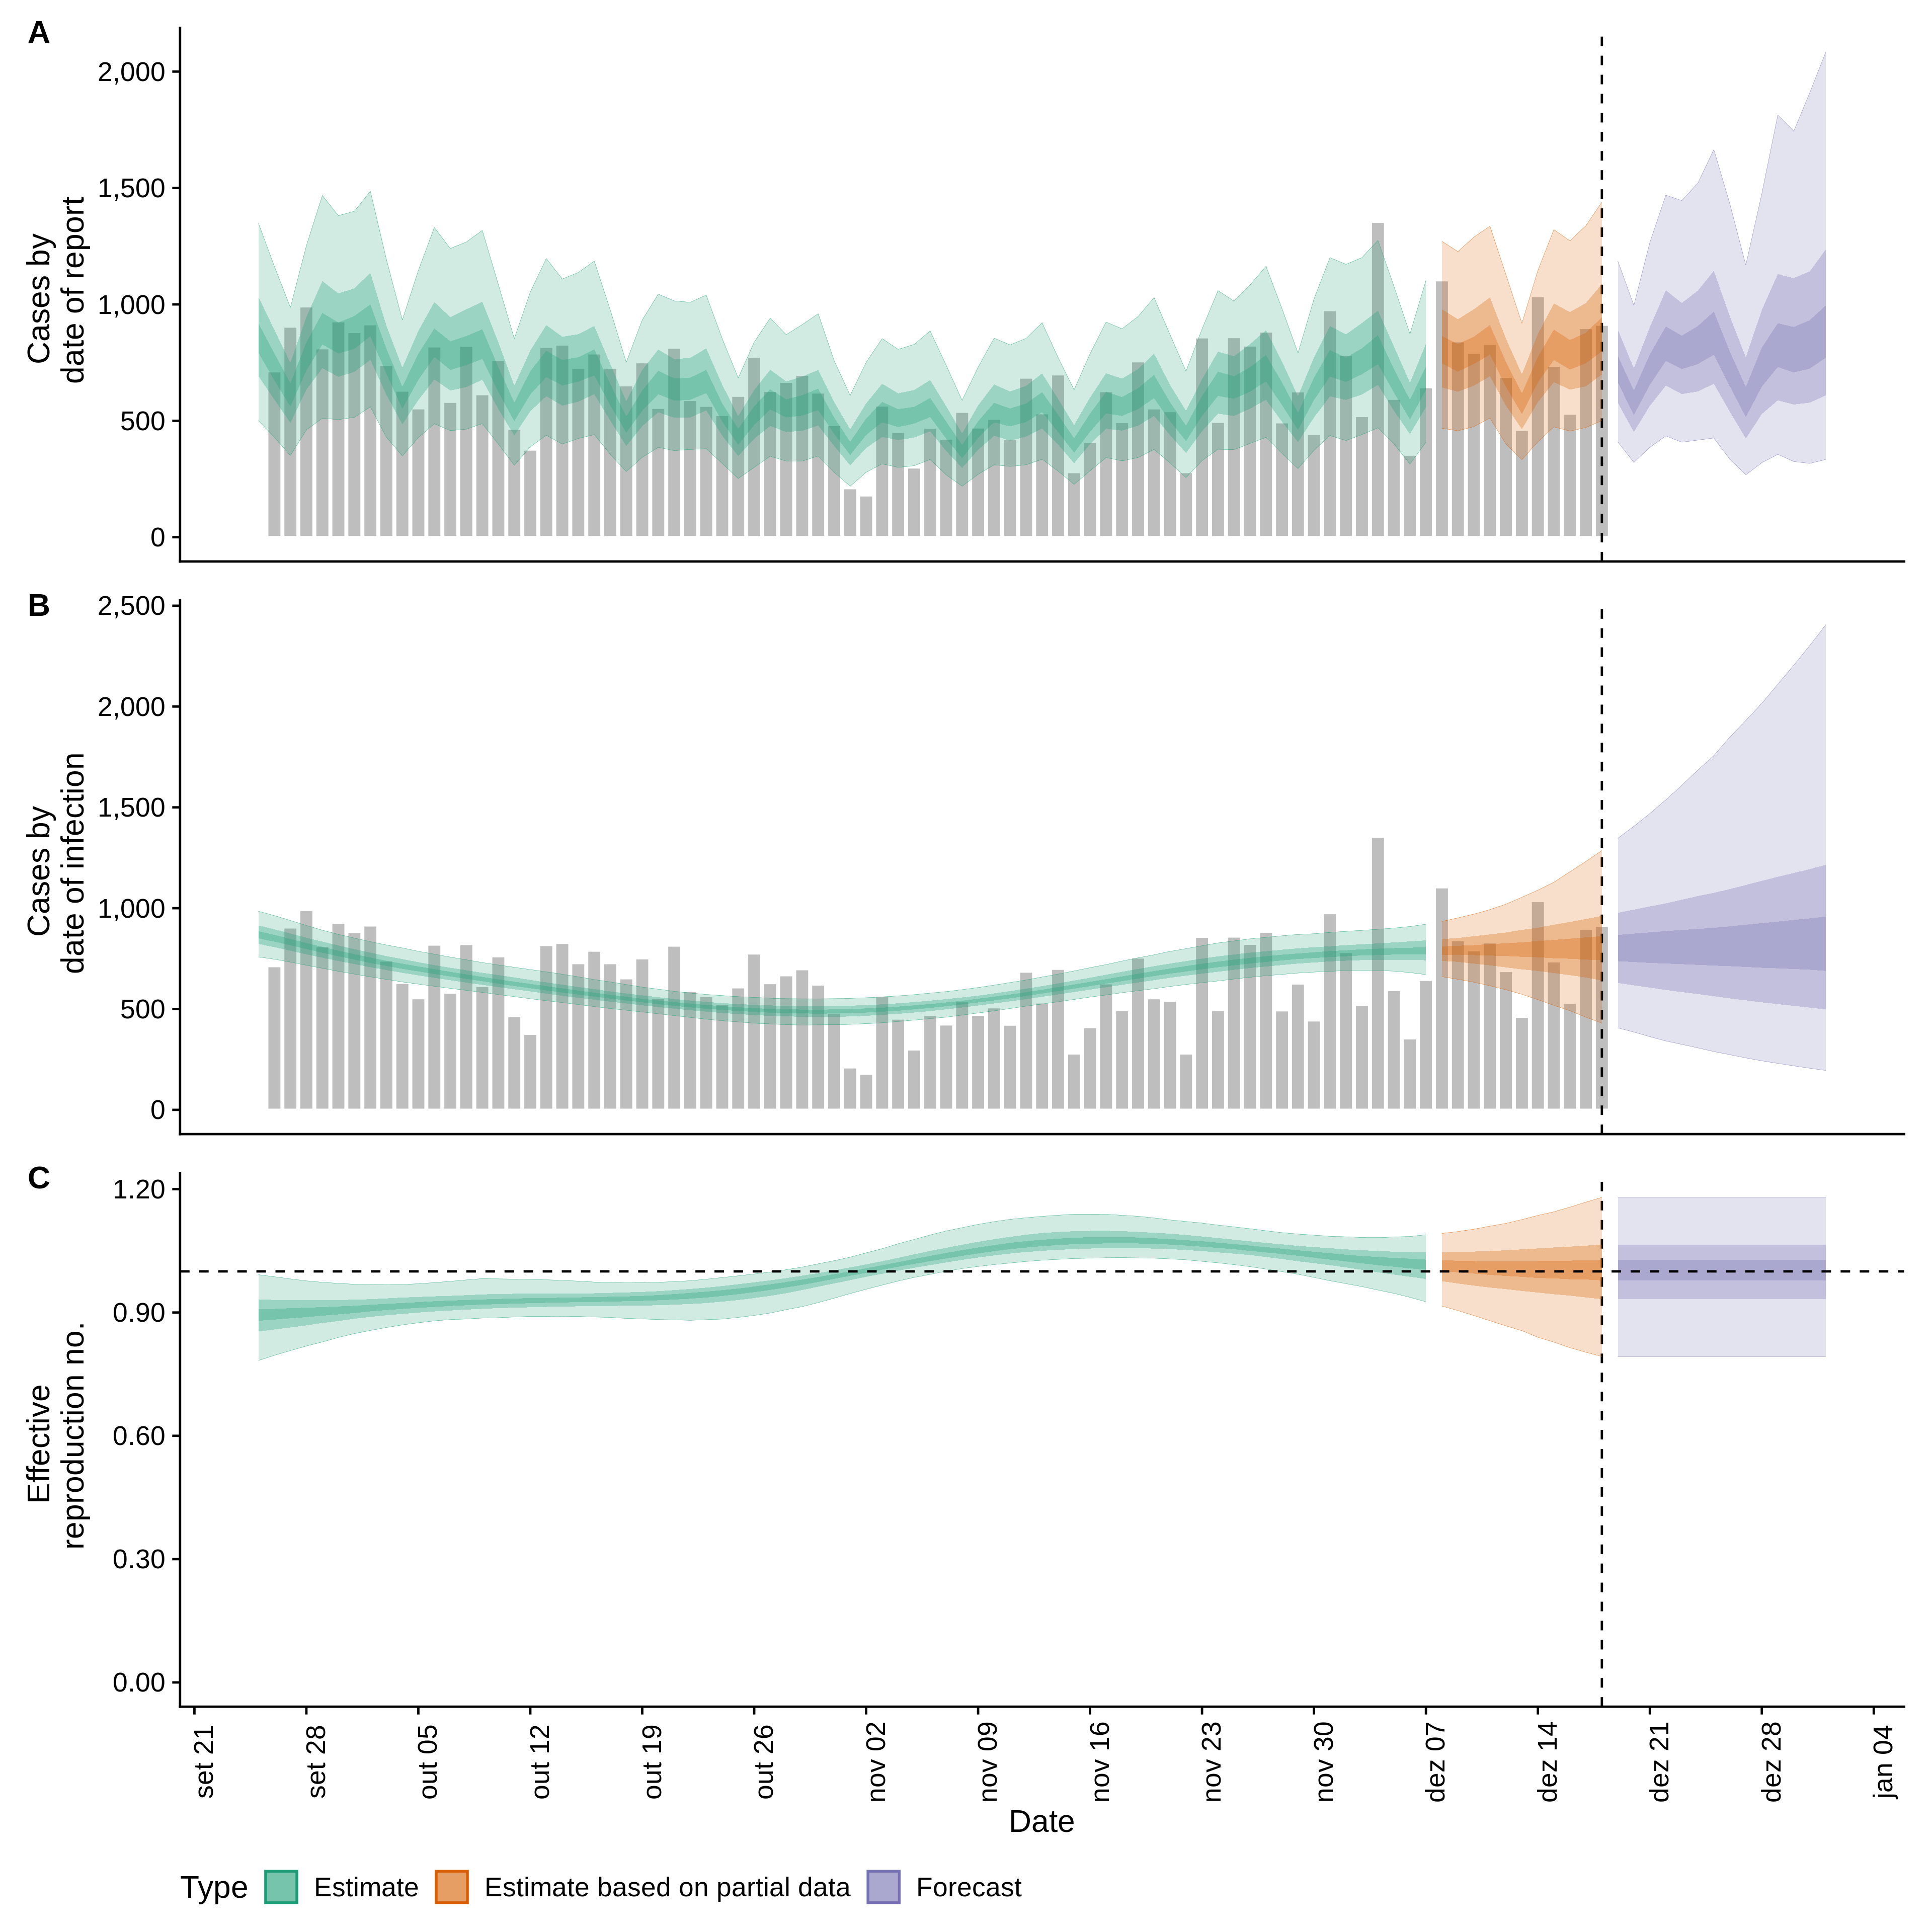 A
2,000
1,500
1,000
500
0
Cases by
date of report
B
2,500
2,000
1,500
1,000
500
0
Cases by
date of infection
C
1.20
0.90
0.60
0.30
0.00
Effective
reproduction no.
set 21
set 28
out 05
out 12
out 19
out 26
nov 02
nov 09
nov 16
nov 23
nov 30
dez 07
dez 14
dez 21
dez 28
jan 04
Date
Type Estimate Estimate based on partial data Forecast